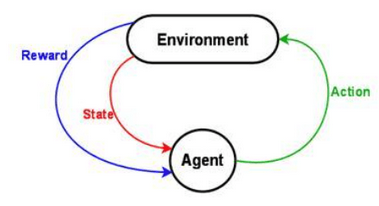 Environment
Reward
Action
State
Agent